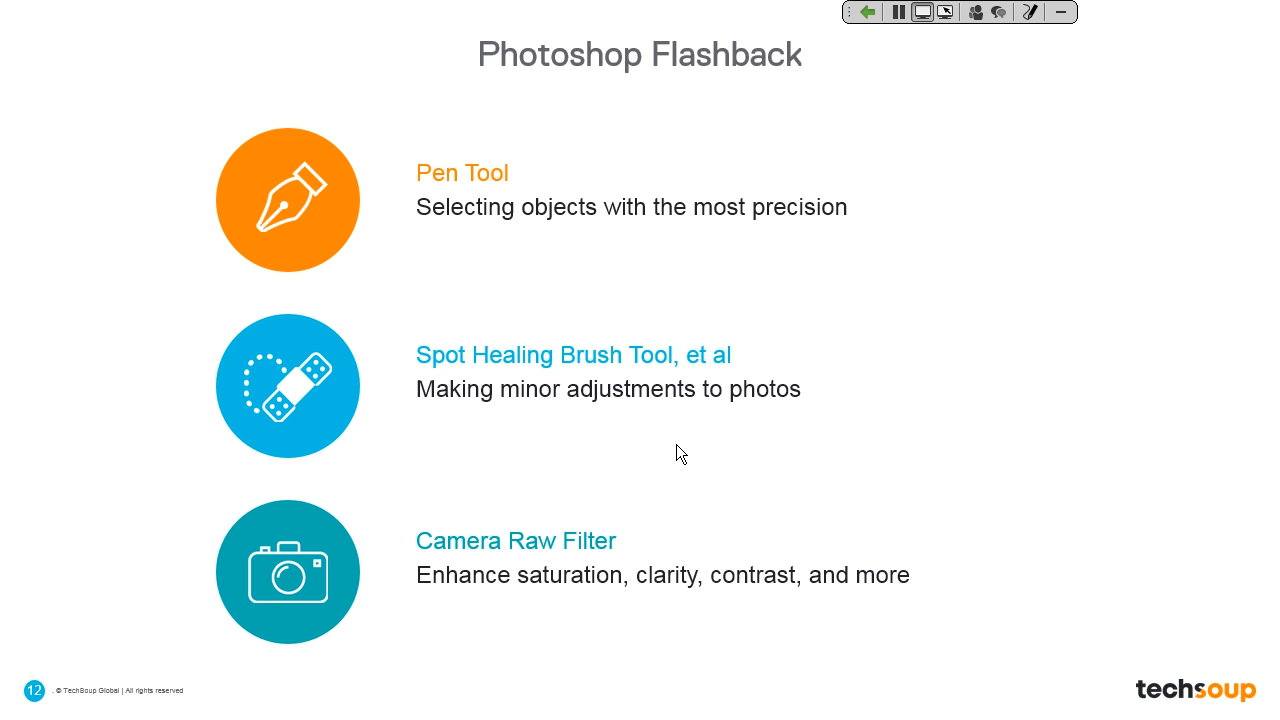 Photoshop Flashback
Pen Tool
Selecting objects with the most precision
Spot Healing Brush Tool, et al
Making minor adjustments to photos
Camera Raw Filter
Enhance saturation, clarity, contrast, and more
12 . © TechSoup Global | All rights reserved
techsoup